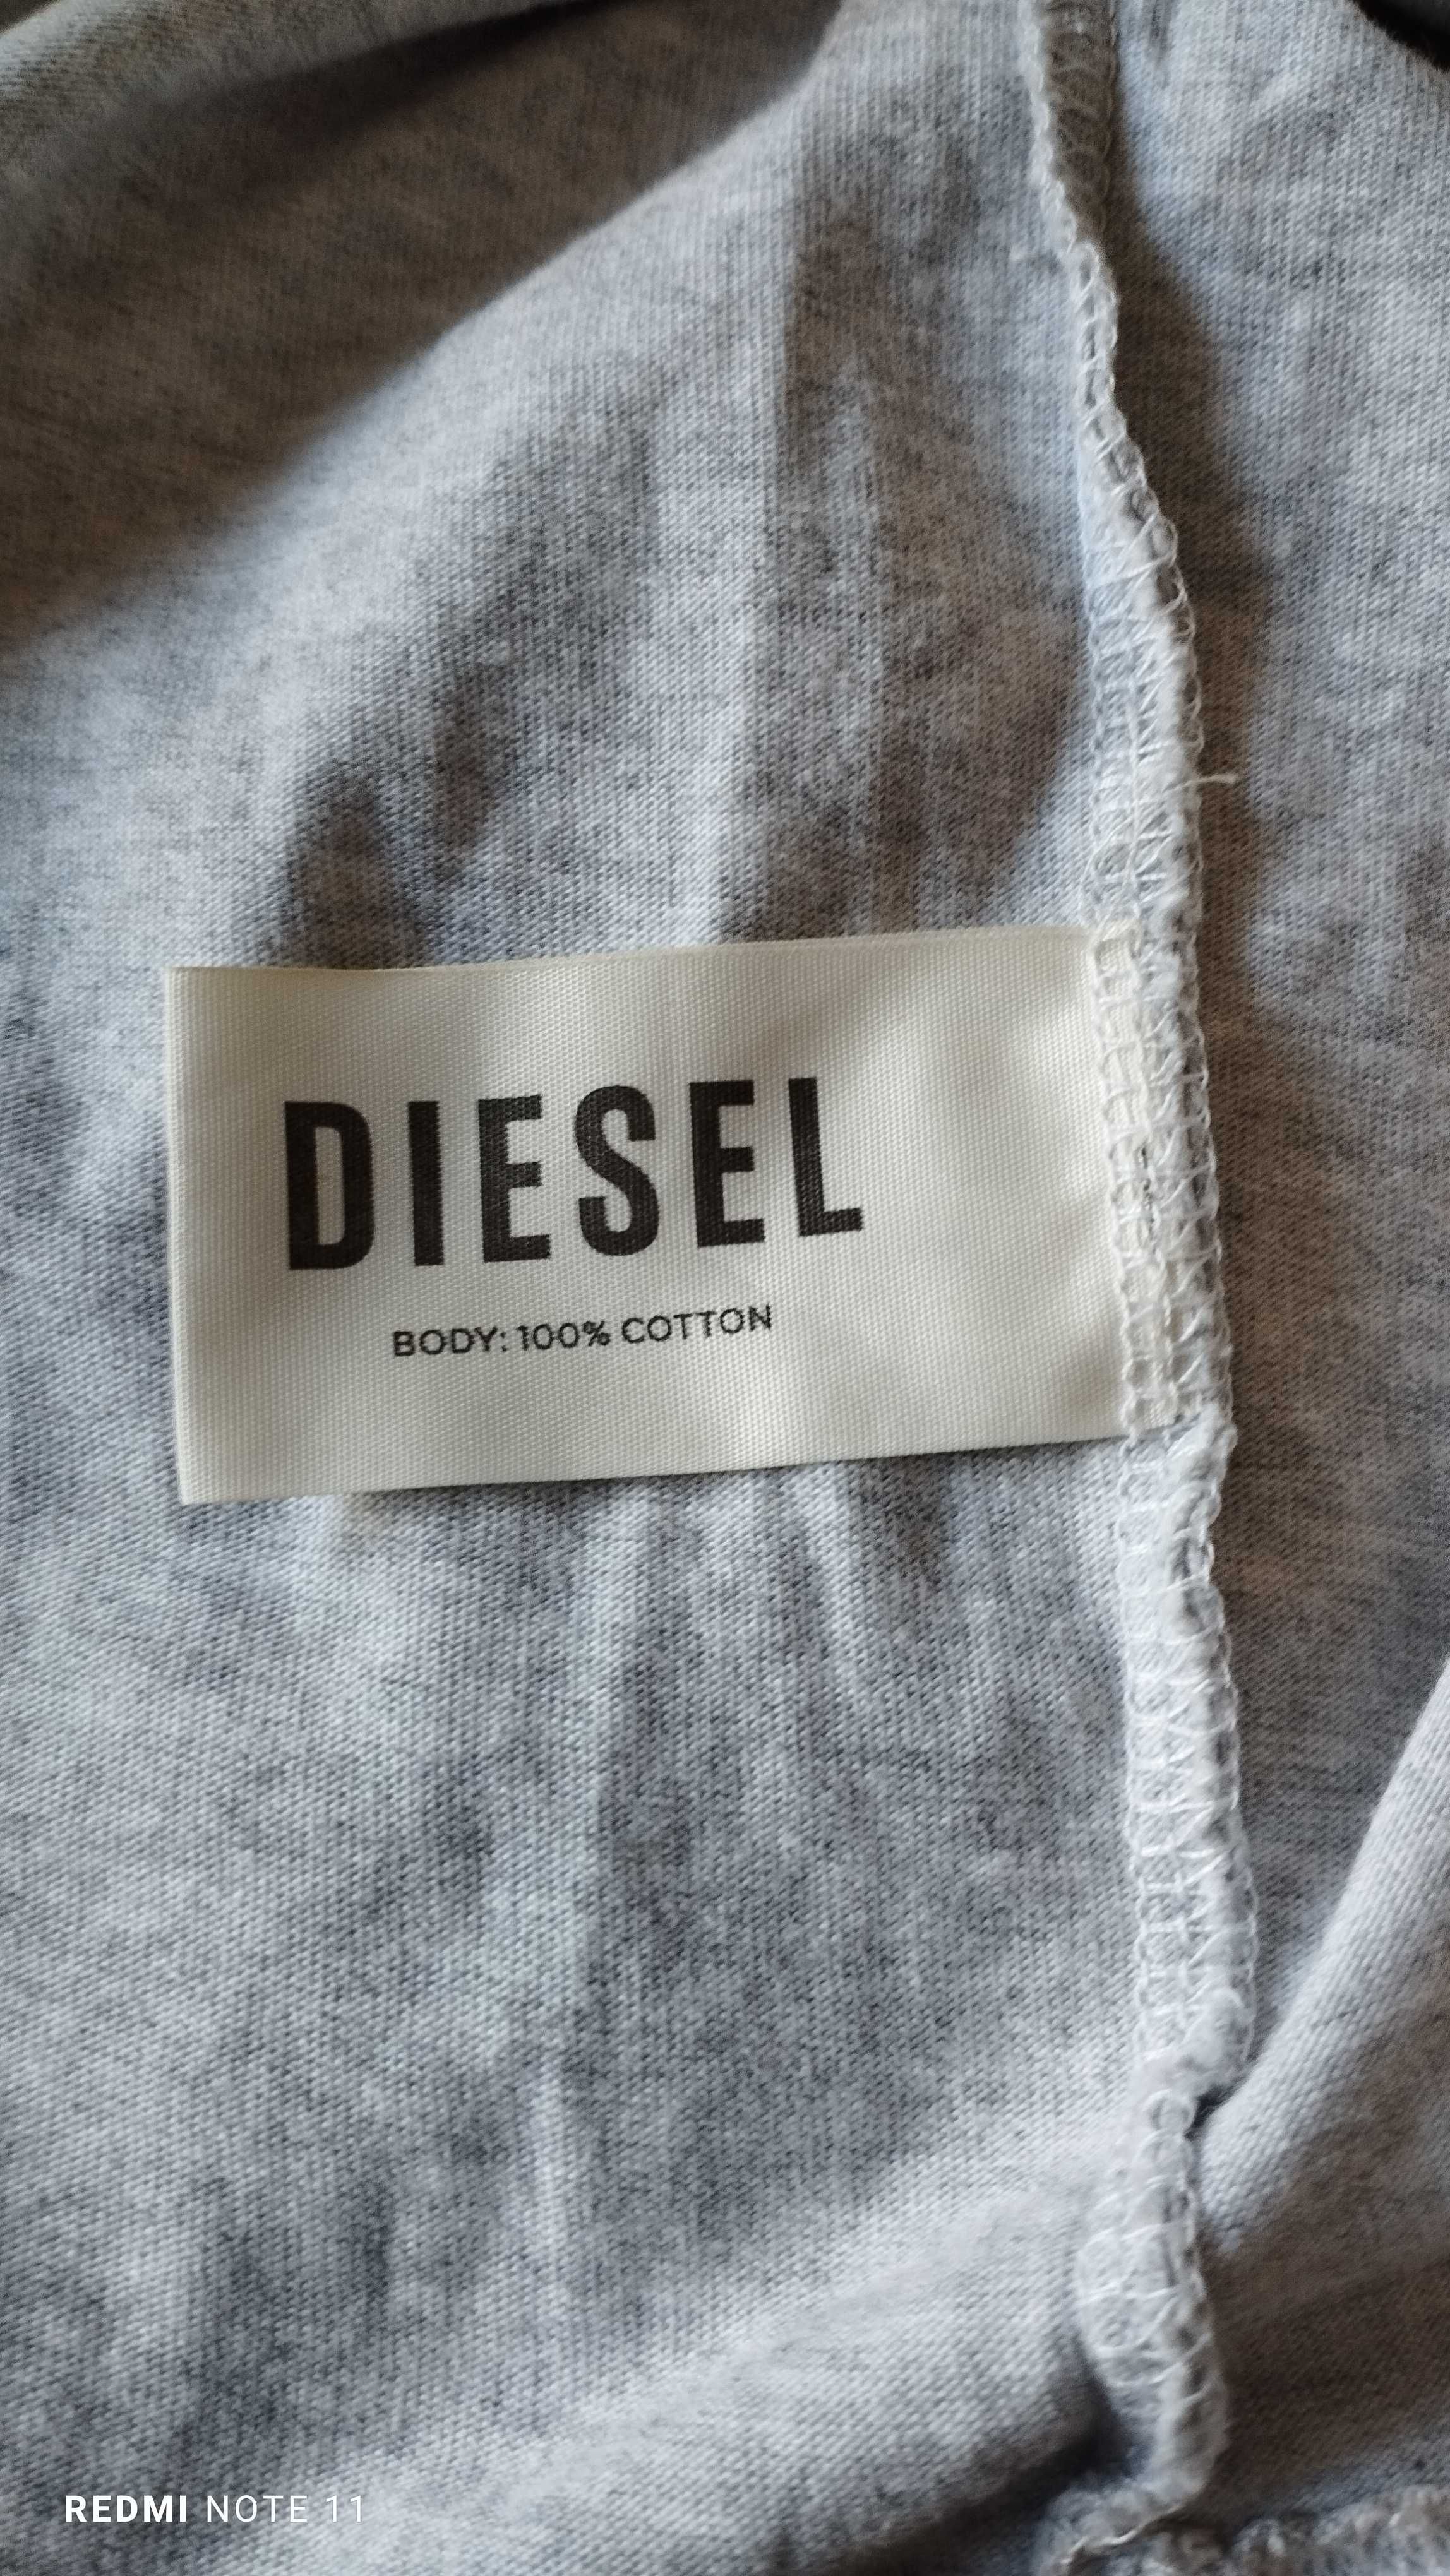 DIESEL
BODY: 100% COTTON
REDMI NOTE 11